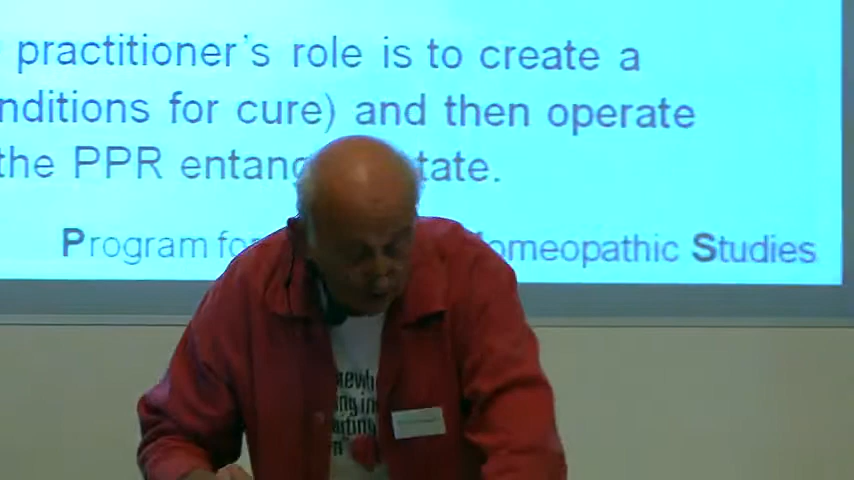 practitioner's role is to create a
nditions for cure) and then operate
the PPR entang tate.
Program fo omeopathic Studies